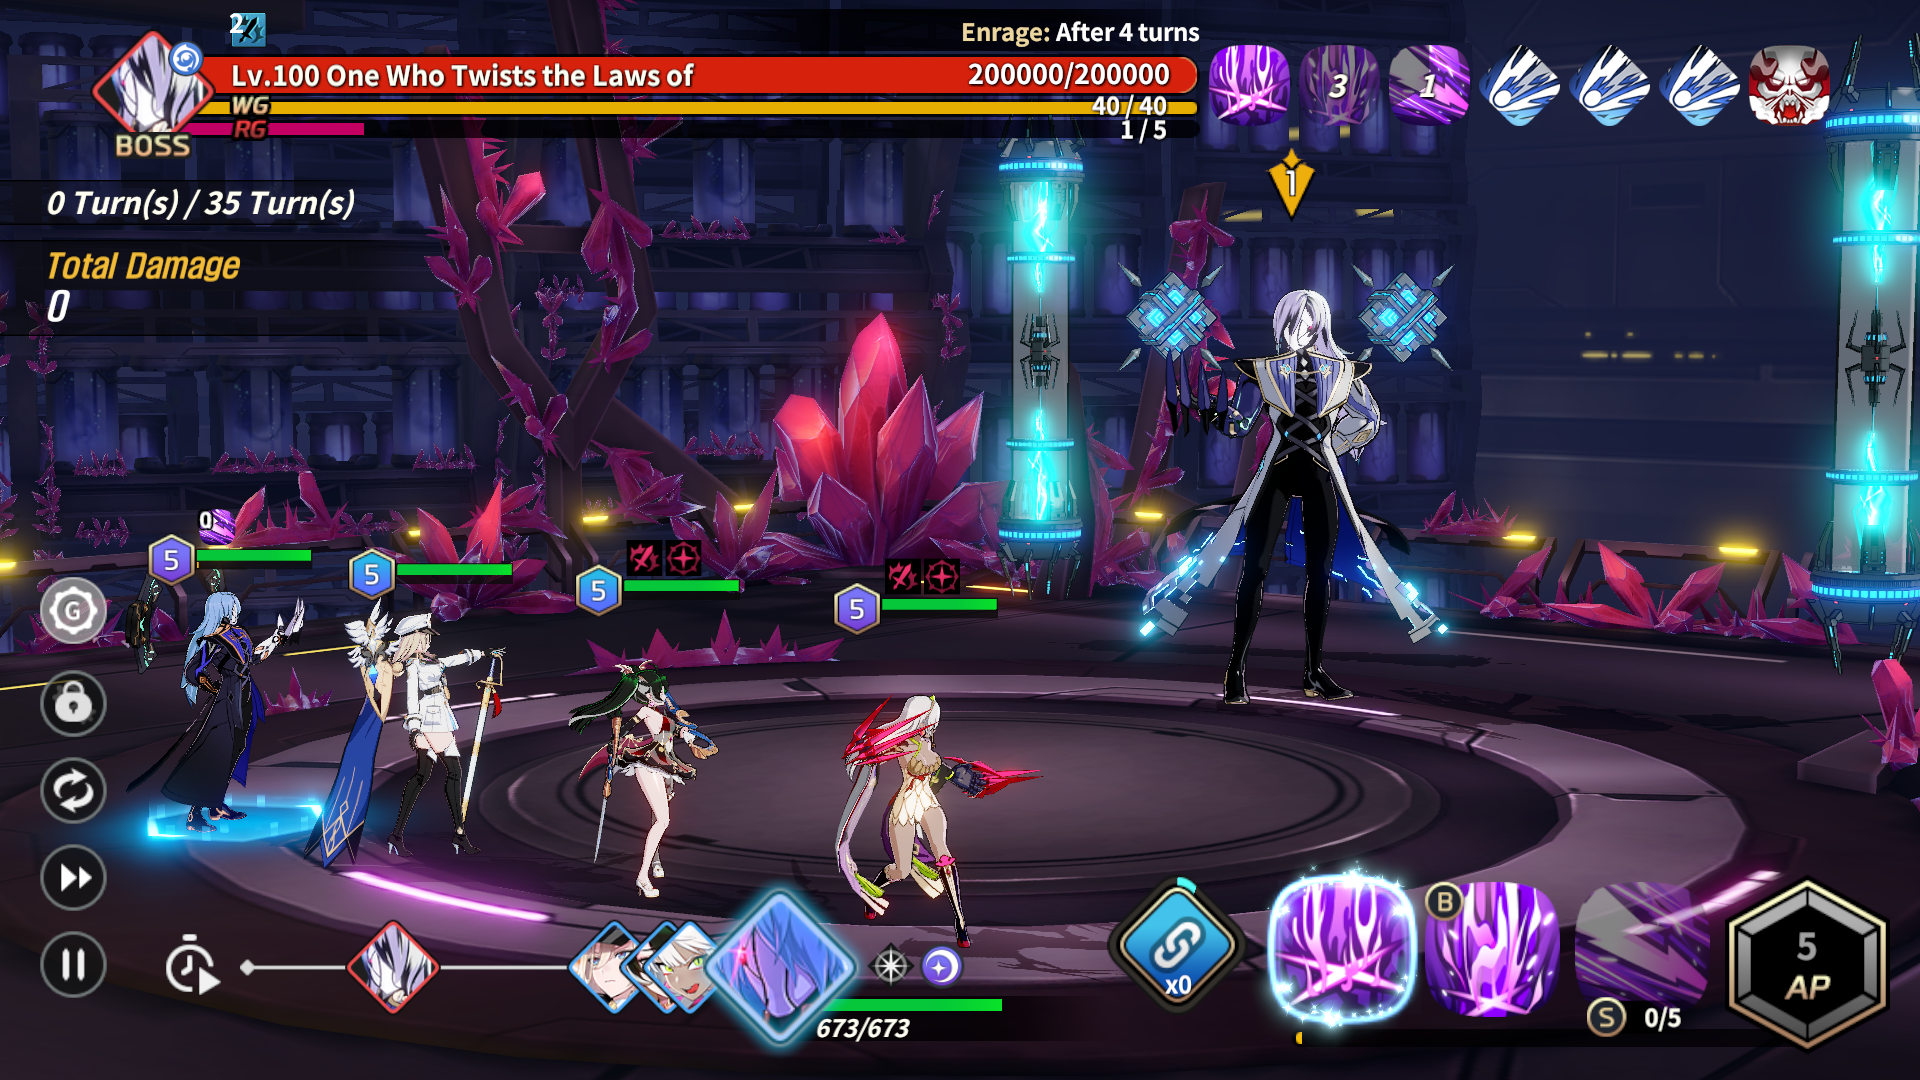 2
Enrage: After 4 turns
Lv.100 One Who Twists the Laws of
200000/200000
WG
40/40
RG
1/5
BOSS
3
1
1
0 Turn(s) / 35 Turn(s)
Total Damage
0
0
5
5
5
5
G
B
x0
673/673
S
0/5
5
AP